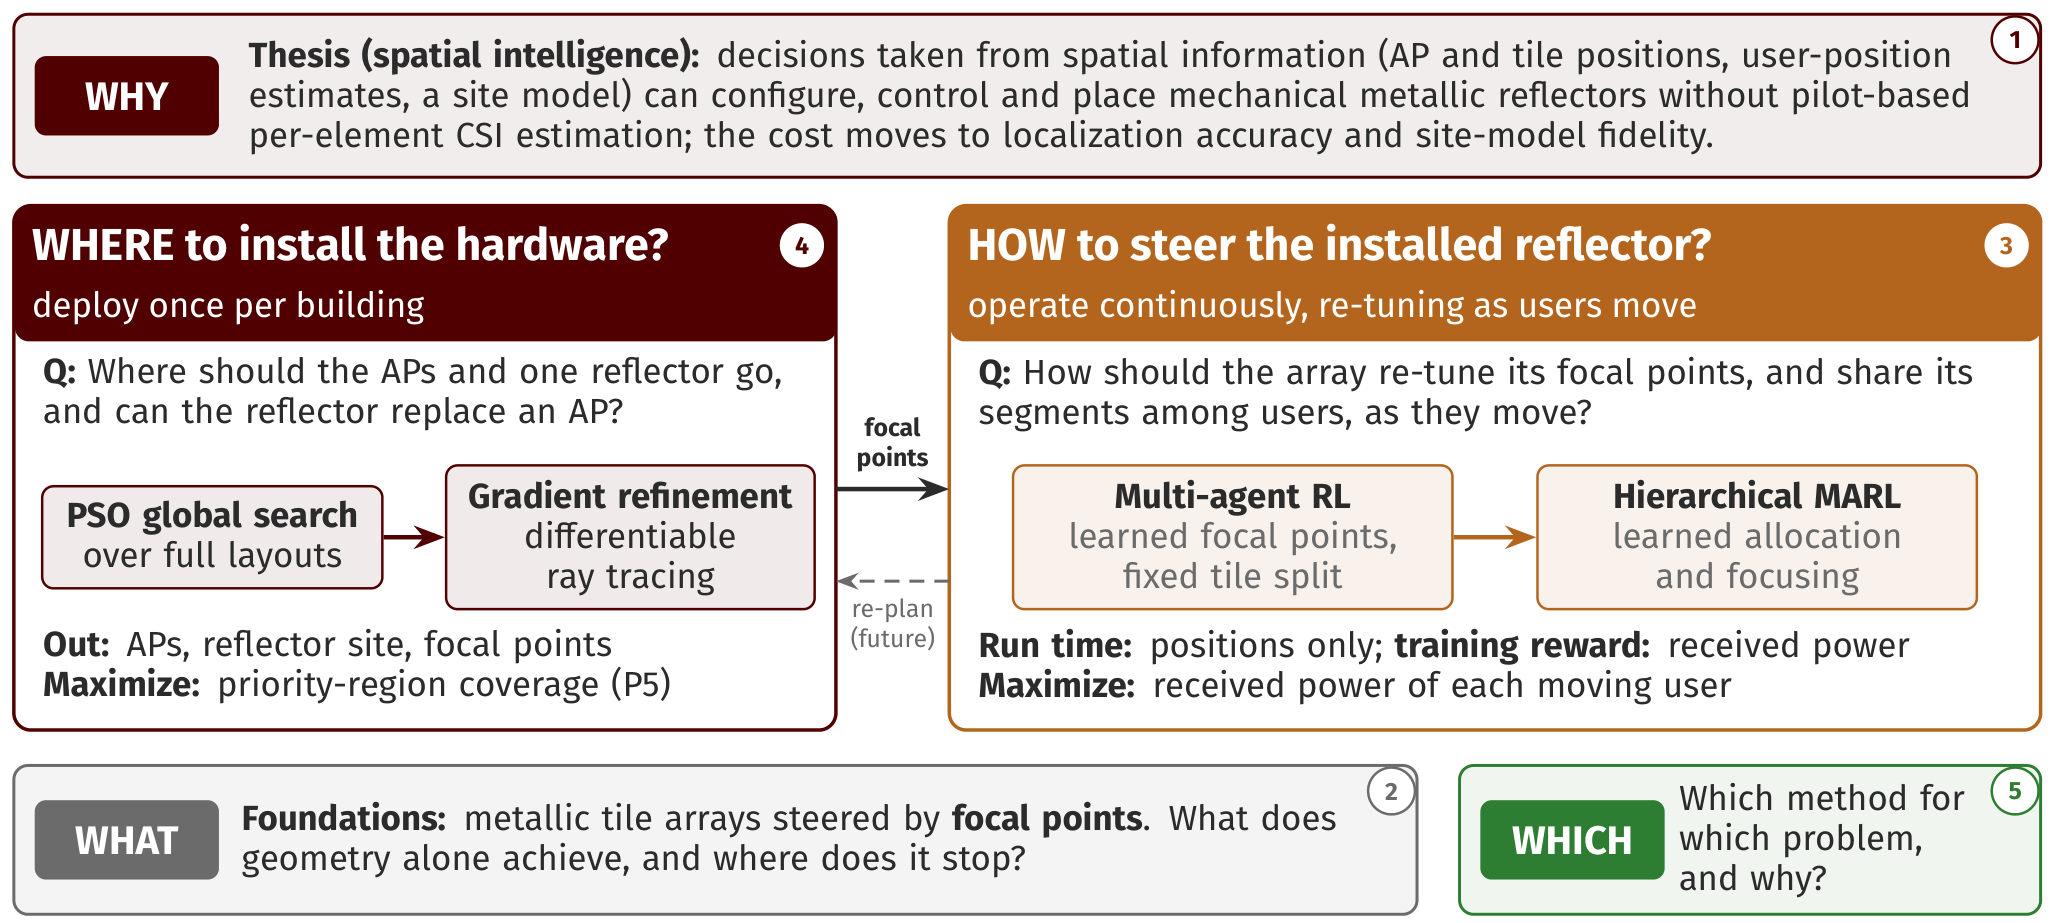 WHY
Thesis (spatial intelligence): decisions taken from spatial information (AP and tile positions, user-position
estimates, a site model) can configure, control and place mechanical metallic reflectors without pilot-based
per-element CSI estimation; the cost moves to localization accuracy and site-model fidelity.
1
WHERE to install the hardware?
4
deploy once per building
Q: Where should the APs and one reflector go,
and can the reflector replace an AP?
PSO global search
over full layouts
Gradient refinement
differentiable
ray tracing
Out: APs, reflector site, focal points
Maximize: priority-region coverage (P5)
focal
points
re-plan
(future)
HOW to steer the installed reflector?
3
operate continuously, re-tuning as users move
Q: How should the array re-tune its focal points, and share its
segments among users, as they move?
Multi-agent RL
learned focal points,
fixed tile split
Hierarchical MARL
learned allocation
and focusing
Run time: positions only; training reward: received power
Maximize: received power of each moving user
WHAT
Foundations: metallic tile arrays steered by focal points. What does
geometry alone achieve, and where does it stop?
2
WHICH
Which method for
which problem,
and why?
5